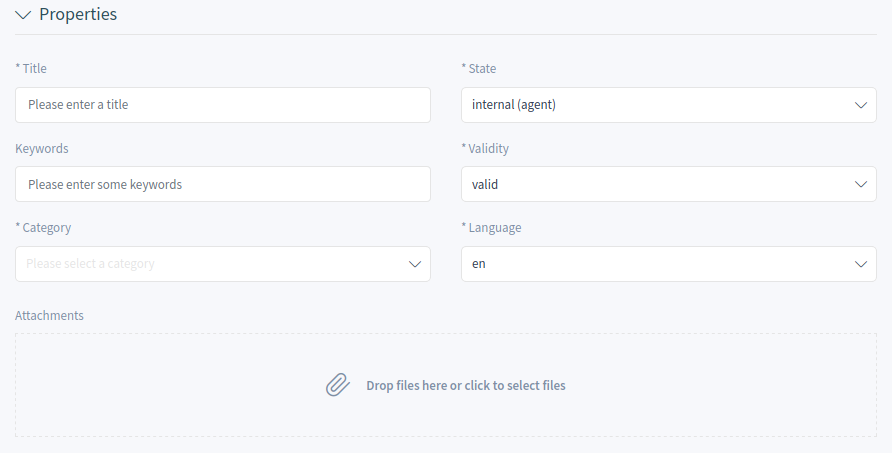 Properties
* Title
* State
Please enter a title
internal (agent)
Keywords
* Validity
Please enter some keywords
valid
* Category
* Language
Please select a category
en
Attachments
Drop files here or click to select files